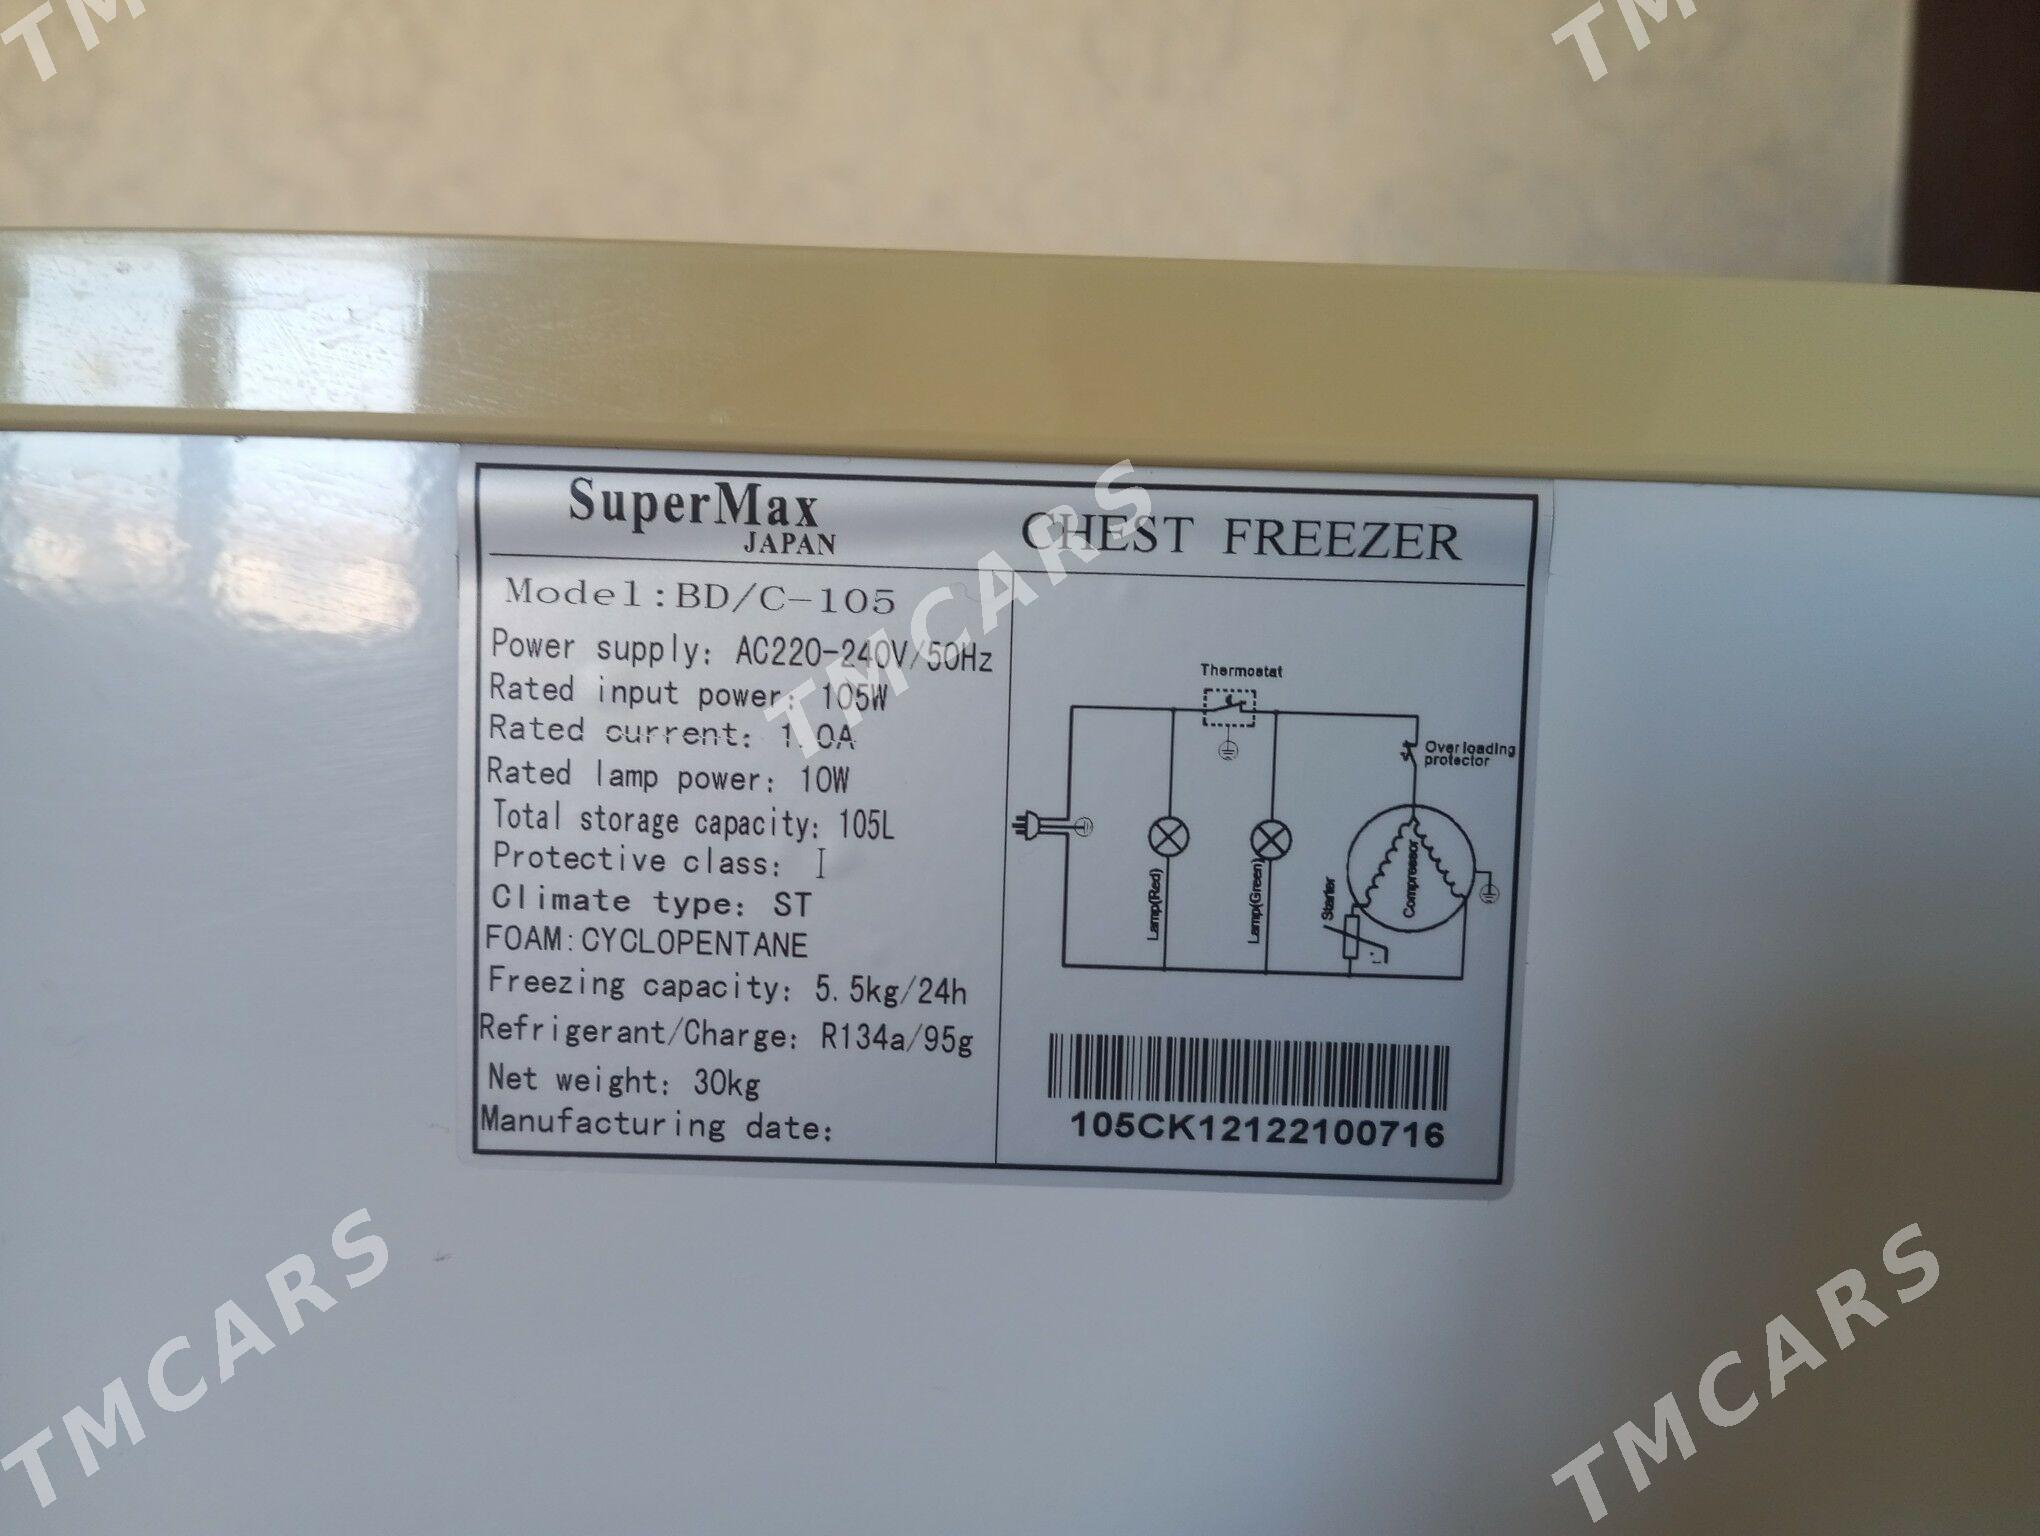 SuperMax
JAPAN
CHEST FREEZER
Model:BD/C-105
Power supply: AC220-240V/50Hz
Rated input power: 105W
Rated current: 1.0A
Rated lamp power: 10W
Total storage capacity: 105L
Protective class: I
Climate type: ST
FOAM:CYCLOPENTANE
Freezing capacity: 5.5kg/24h
Refrigerant/Charge: R134a/95g
Net weight: 30kg
Manufacturing date:
Thermostat
Overloading
protector
Lamp(Red)
Lamp(Green)
Starter
Compressor
105CK12122100716
TMCARS
TMCARS
TMCARS
TM
TM